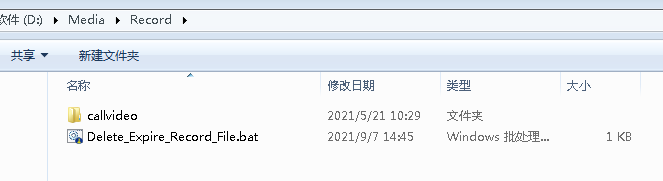 软件 (D:) ▸ Media ▸ Record ▸
共享 ▼ 新建文件夹
名称 修改日期 类型 大小
callvideo 2021/5/21 10:29 文件夹
Delete_Expire_Record_File.bat 2021/9/7 14:45 Windows 批处理... 1 KB